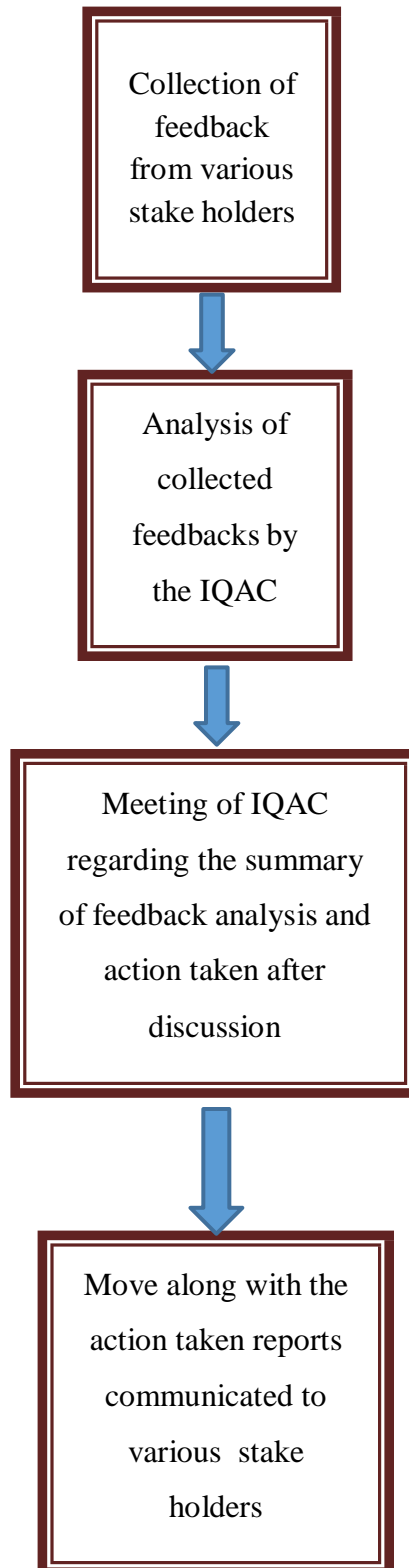 Collection of
feedback
from various
stake holders
Analysis of
collected
feedbacks by
the IQAC
Meeting of IQAC
regarding the summary
of feedback analysis and
action taken after
discussion
Move along with the
action taken reports
communicated to
various stake
holders